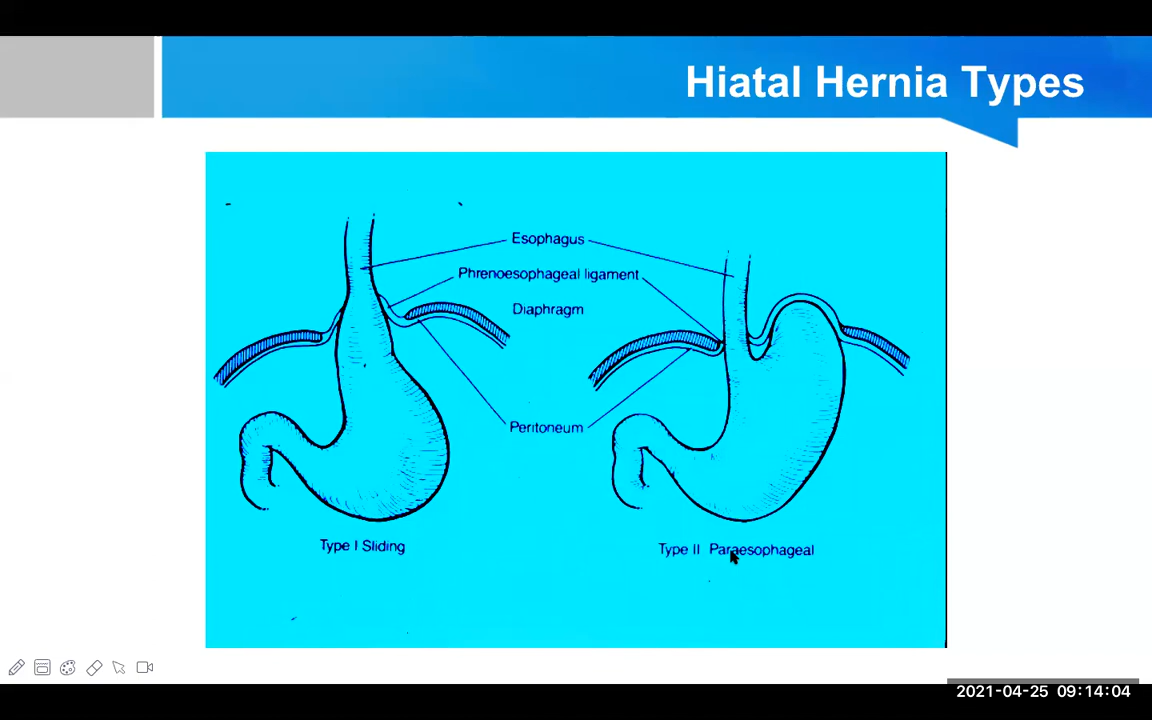 Hiatal Hernia Types
Esophagus
Phrenoesophageal ligament
Diaphragm
Peritoneum
Type I Sliding
Type II Paraesophageal
2021-04-25 09:14:04